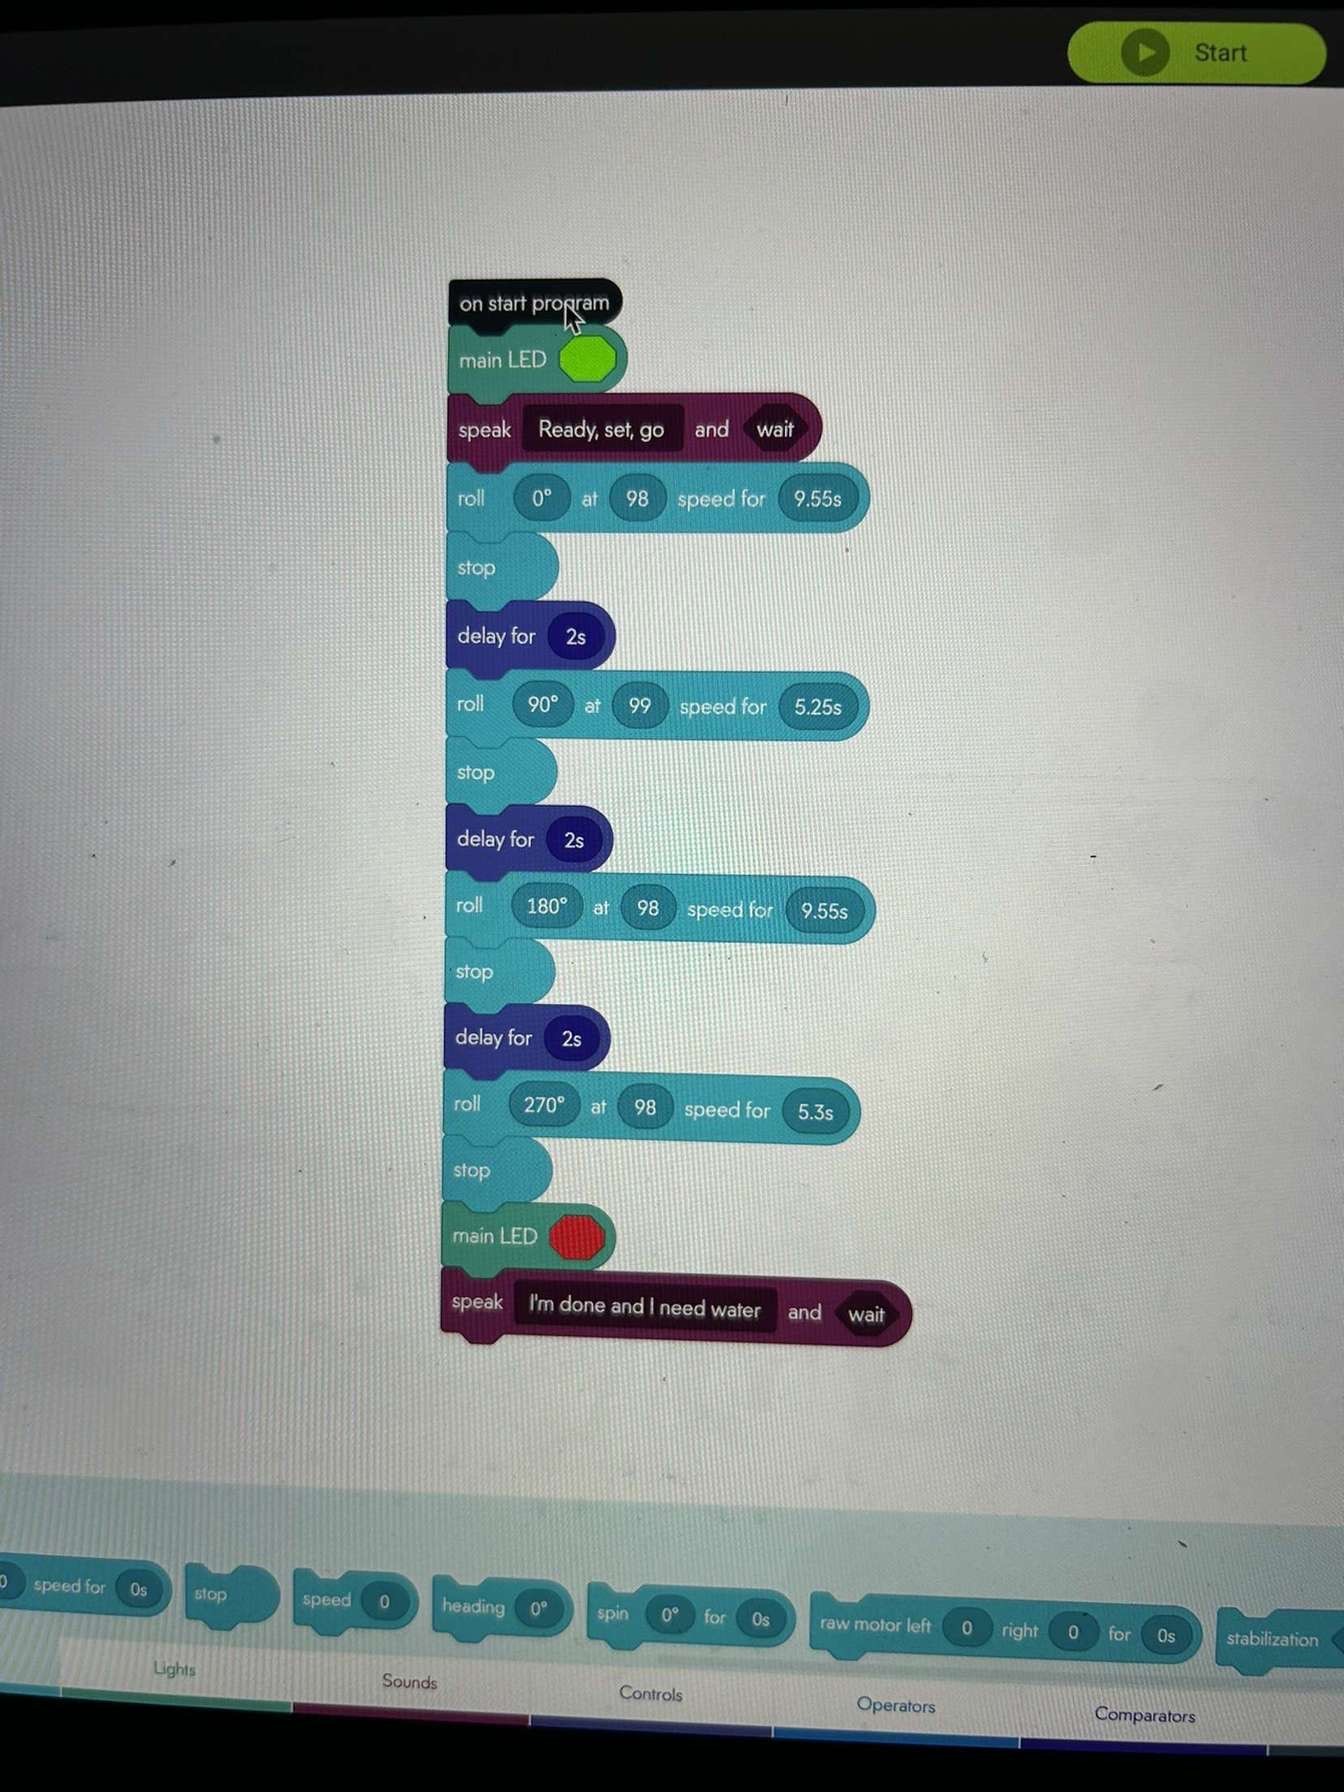 Start
on start program
main LED
speak Ready, set, go and wait
roll 0° at 98 speed for 9.55s
stop
delay for 2s
roll 90° at 99 speed for 5.25s
stop
delay for 2s
roll 180° at 98 speed for 9.55s
stop
delay for 2s
roll 270° at 98 speed for 5.3s
stop
main LED
speak I'm done and I need water and wait
0 speed for 0s stop speed 0 heading 0° spin 0° for 0s raw motor left 0 right 0 for 0s stabilization
Lights Sounds Controls Operators Comparators